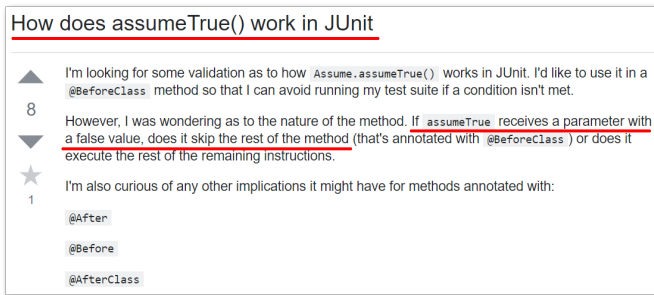 How does assumeTrue() work in JUnit
I'm looking for some validation as to how Assume.assumeTrue() works in JUnit. I'd like to use it in a
@BeforeClass method so that I can avoid running my test suite if a condition isn't met.
8
However, I was wondering as to the nature of the method. If assumeTrue receives a parameter with
a false value, does it skip the rest of the method (that's annotated with @BeforeClass ) or does it
execute the rest of the remaining instructions.
1
I'm also curious of any other implications it might have for methods annotated with:
@After
@Before
@AfterClass